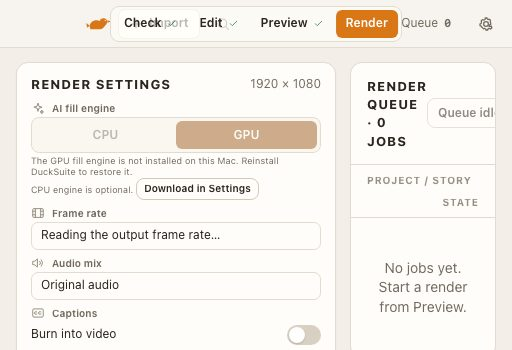 Check Import Edit Preview Render Queue 0
RENDER SETTINGS 1920 × 1080
AI fill engine
CPU GPU
The GPU fill engine is not installed on this Mac. Reinstall
DuckSuite to restore it.
CPU engine is optional. Download in Settings
Frame rate
Reading the output frame rate...
Audio mix
Original audio
Captions
Burn into video
RENDER
QUEUE
· 0
JOBS
Queue idl
PROJECT / STORY
STATE
No jobs yet.
Start a render
from Preview.